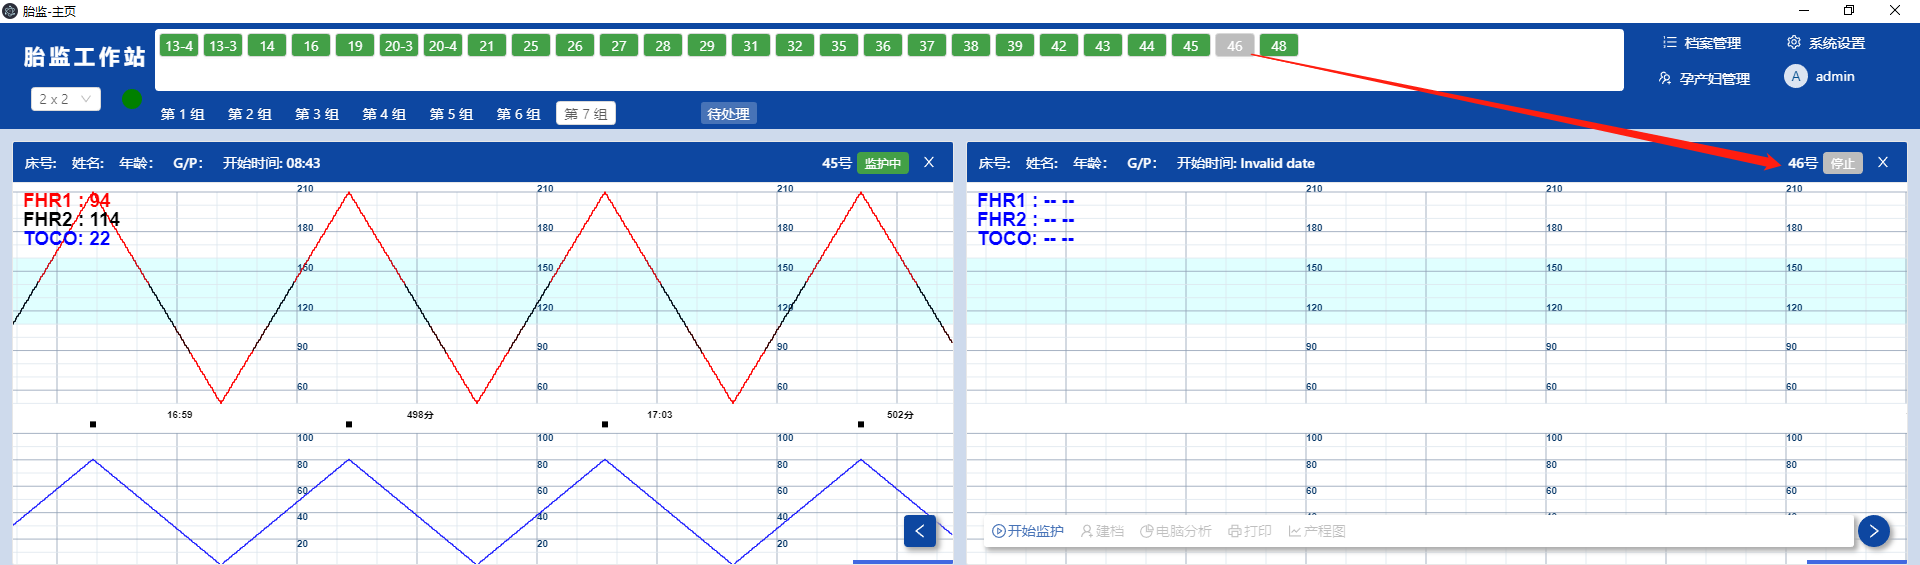 胎监-主页
胎监工作站
13-4 13-3 14 16 19 20-3 20-4 21 25 26 27 28 29 31 32 35 36 37 38 39 42 43 44 45 46 48
档案管理 系统设置
孕产妇管理 A admin
2 x 2
第 1 组 第 2 组 第 3 组 第 4 组 第 5 组 第 6 组 第 7 组 待处理
床号: 姓名: 年龄: G/P: 开始时间: 08:43 45号 监护中 X
FHR1 : 94
FHR2 : 114
TOCO: 22
210 210 210
180 180 180
150 150 150
120 120 120
90 90 90
60 60 60
16:59 498分 17:03 502分
100 100 100
80 80 80
60 60 60
40 40 40
20 20 20
床号: 姓名: 年龄: G/P: 开始时间: Invalid date 46号 停止 X
FHR1 : -- --
FHR2 : -- --
TOCO: -- --
210 210 210
180 180 180
150 150 150
120 120 120
90 90 90
60 60 60
100 100 100
80 80 80
60 60 60
开始监护 建档 电脑分析 打印 产程图